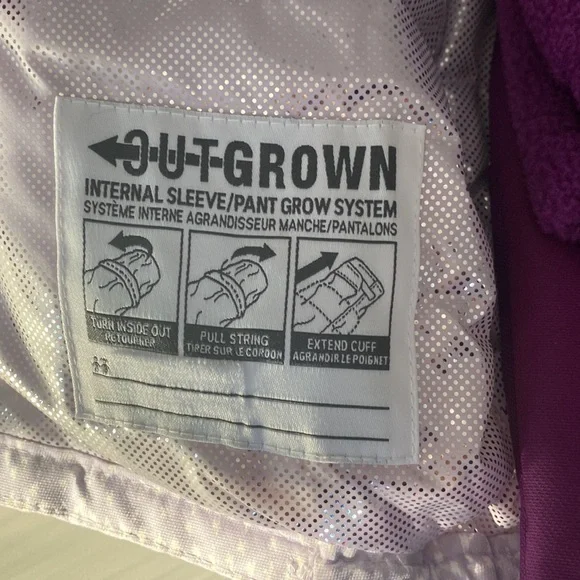 OUTGROWN
INTERNAL SLEEVE/PANT GROW SYSTEM
SYSTÈME INTERNE AGRANDISSEUR MANCHE/PANTALONS
TURN INSIDE OUT
RETOURNER
PULL STRING
TIRER SUR LE CORDON
EXTEND CUFF
AGRANDIR LE POIGNET